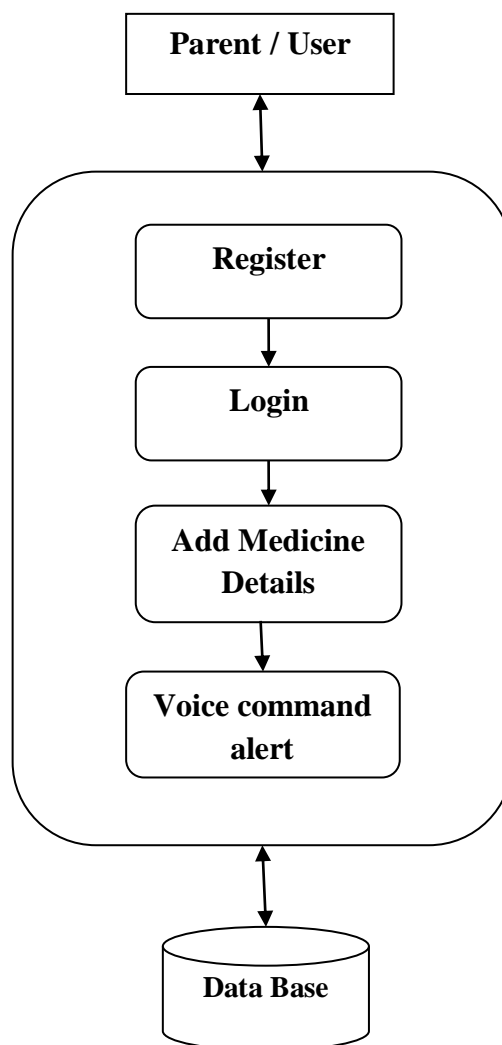 Parent / User
Register
Login
Add Medicine
Details
Voice command
alert
Data Base